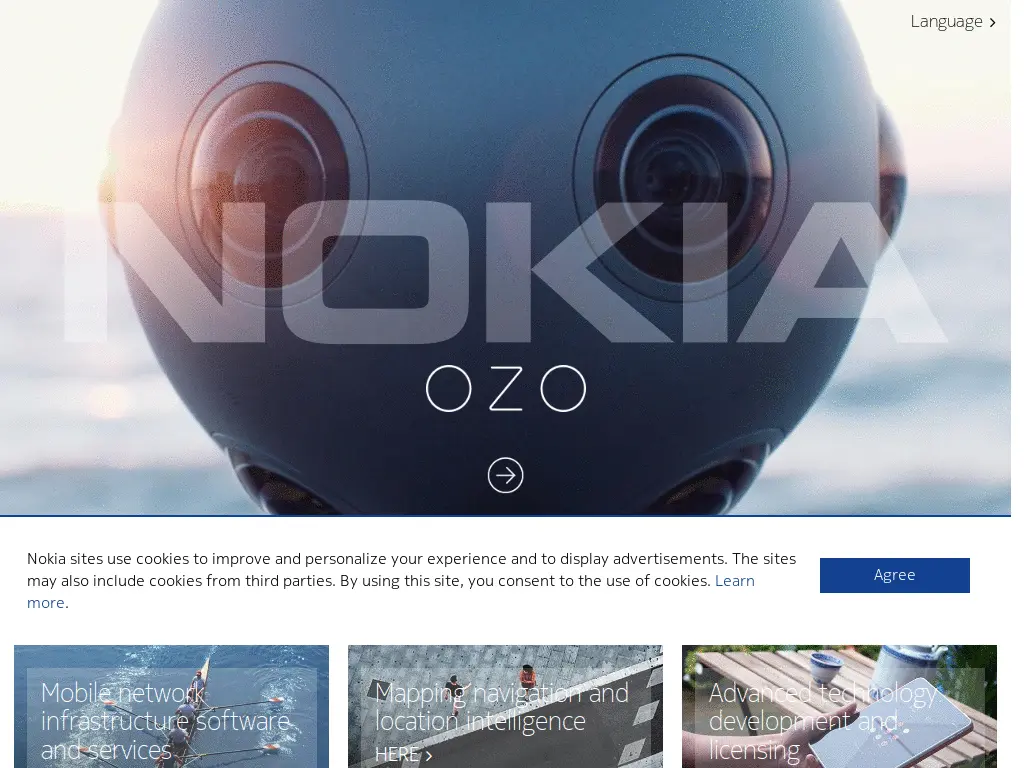 Language
NOKIA
OZO
Nokia sites use cookies to improve and personalize your experience and to display advertisements. The sites
may also include cookies from third parties. By using this site, you consent to the use of cookies. Learn
more.
Agree
Mobile network
infrastructure software
and services
Mapping navigation and
location intelligence
HERE
Advanced technology
development and
licensing